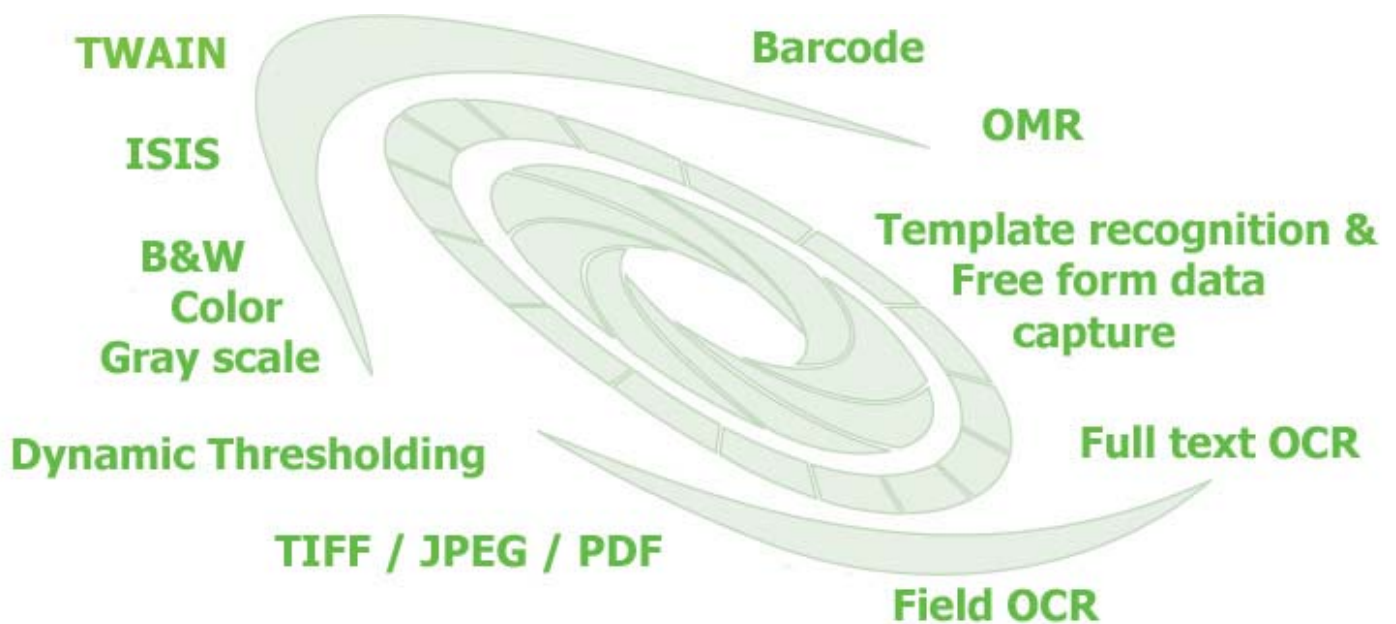 TWAIN
ISIS
B&W
Color
Gray scale
Dynamic Thresholding
TIFF / JPEG / PDF
Barcode
OMR
Template recognition &
Free form data
capture
Full text OCR
Field OCR